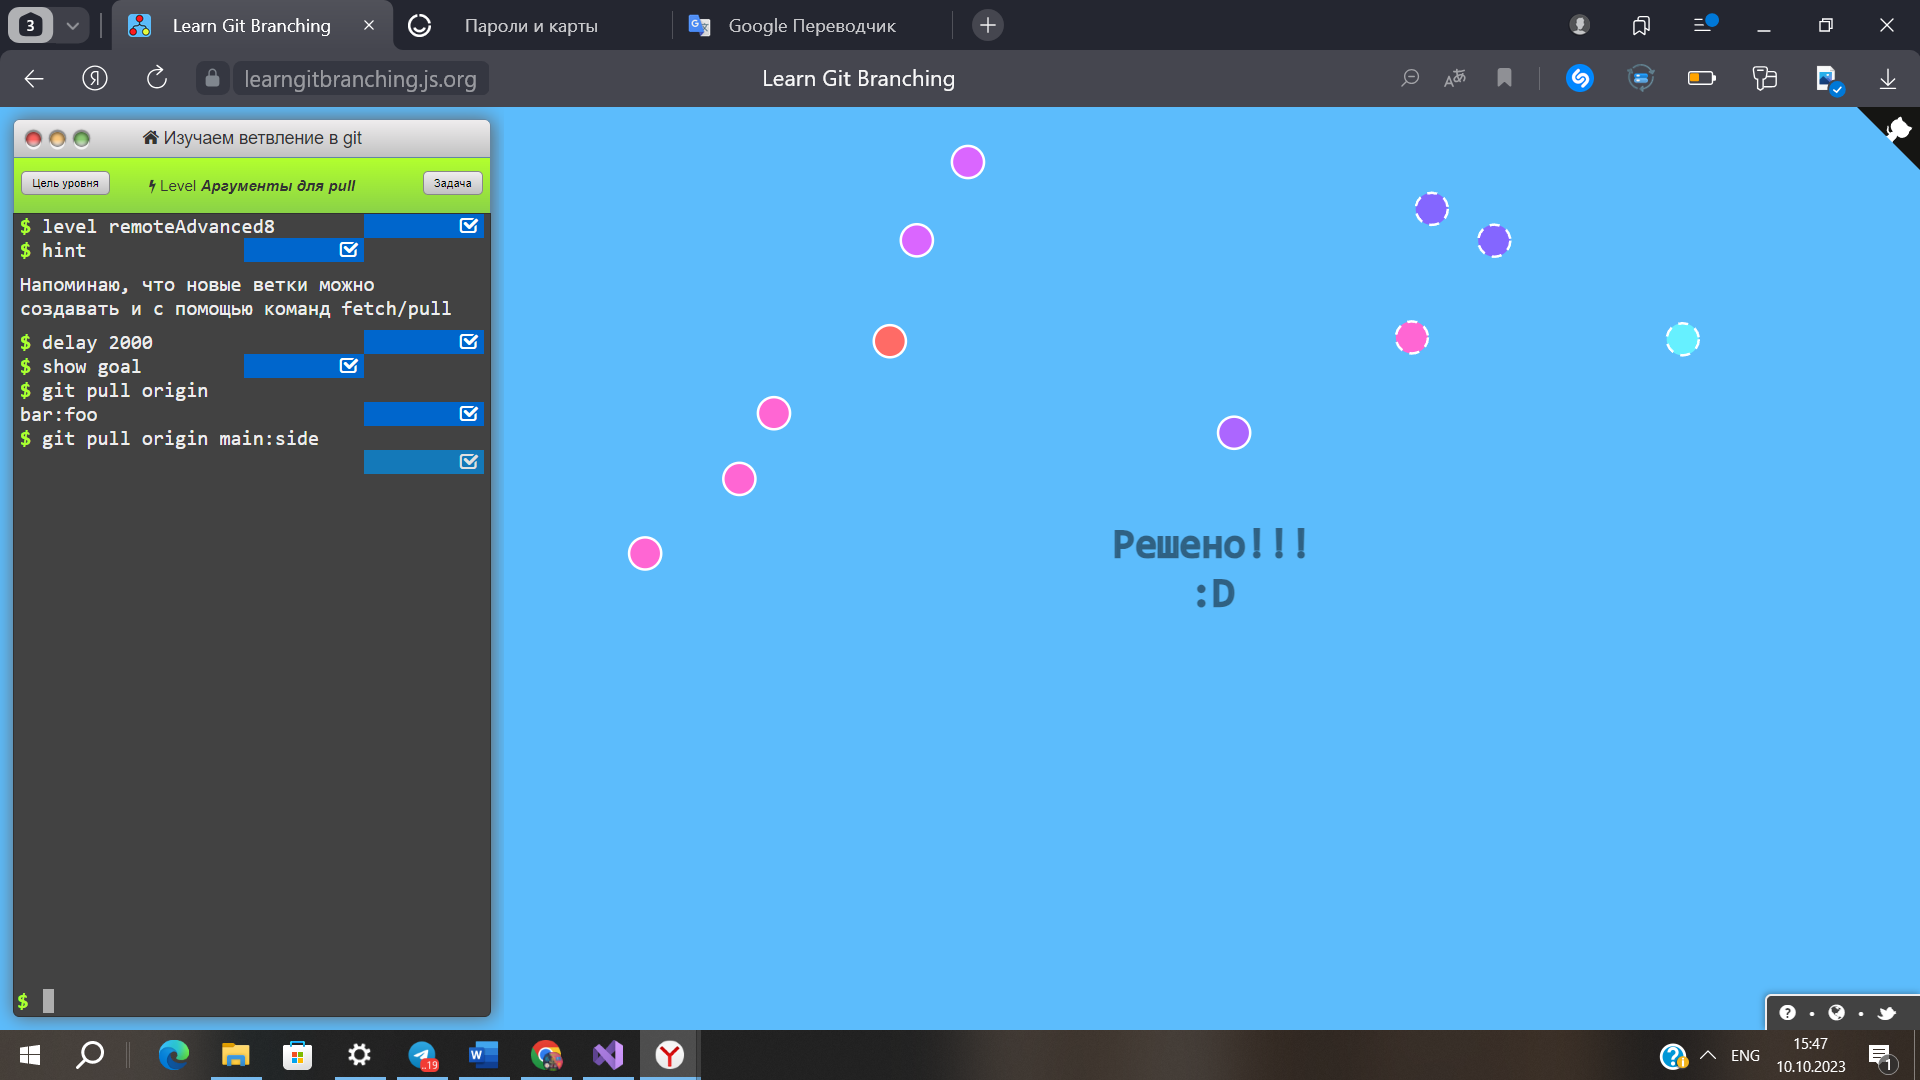 3
Learn Git Branching
Пароли и карты
Google Переводчик
learngitbranching.js.org
Learn Git Branching
Изучаем ветвление в git
Цель уровня
Level Аргументы для pull
Задача
$ level remoteAdvanced8
$ hint
Напоминаю, что новые ветки можно
создавать и с помощью команд fetch/pull
$ delay 2000
$ show goal
$ git pull origin
bar:foo
$ git pull origin main:side
$
Решено!!!
:D
..19
ENG
15:47
10.10.2023
1